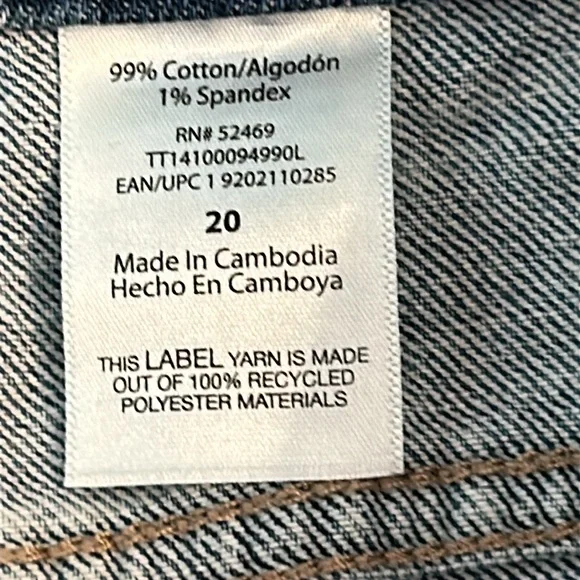 99% Cotton/Algodón
1% Spandex
RN# 52469
TT14100094990L
EAN/UPC 1 9202110285
20
Made In Cambodia
Hecho En Camboya
THIS LABEL YARN IS MADE
OUT OF 100% RECYCLED
POLYESTER MATERIALS